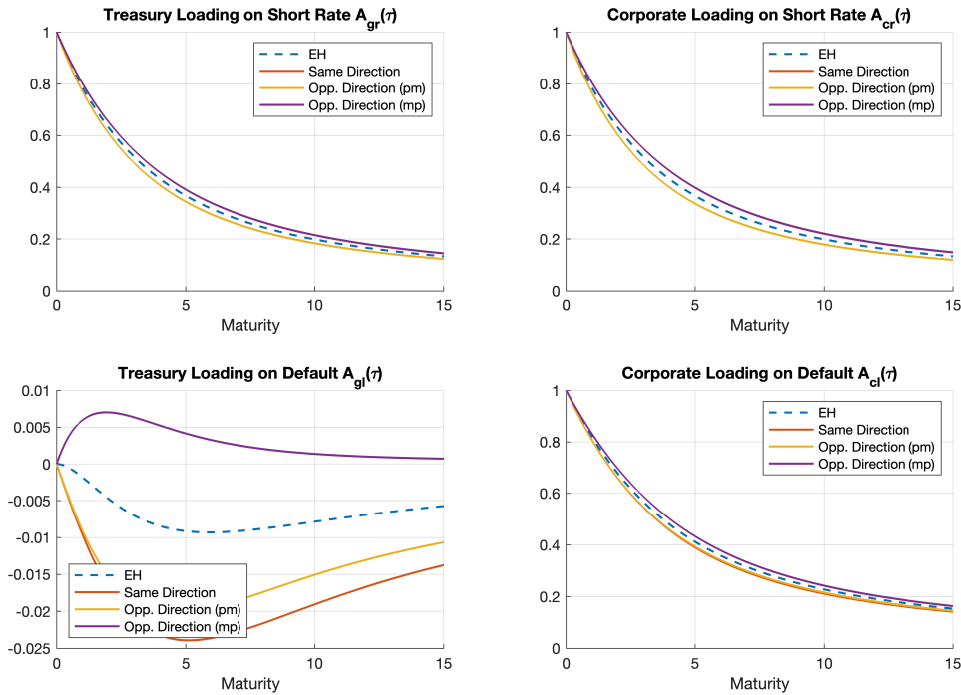 Treasury Loading on Short Rate A_gr(τ)
1
0.8
0.6
0.4
0.2
0
0
5
10
15
Maturity
EH
Same Direction
Opp. Direction (pm)
Opp. Direction (mp)
Corporate Loading on Short Rate A_cr(τ)
1
0.8
0.6
0.4
0.2
0
0
5
10
15
Maturity
EH
Same Direction
Opp. Direction (pm)
Opp. Direction (mp)
Treasury Loading on Default A_gl(τ)
0.01
0.005
0
-0.005
-0.01
-0.015
-0.02
-0.025
0
5
10
15
Maturity
EH
Same Direction
Opp. Direction (pm)
Opp. Direction (mp)
Corporate Loading on Default A_cl(τ)
1
0.8
0.6
0.4
0.2
0
0
5
10
15
Maturity
EH
Same Direction
Opp. Direction (pm)
Opp. Direction (mp)